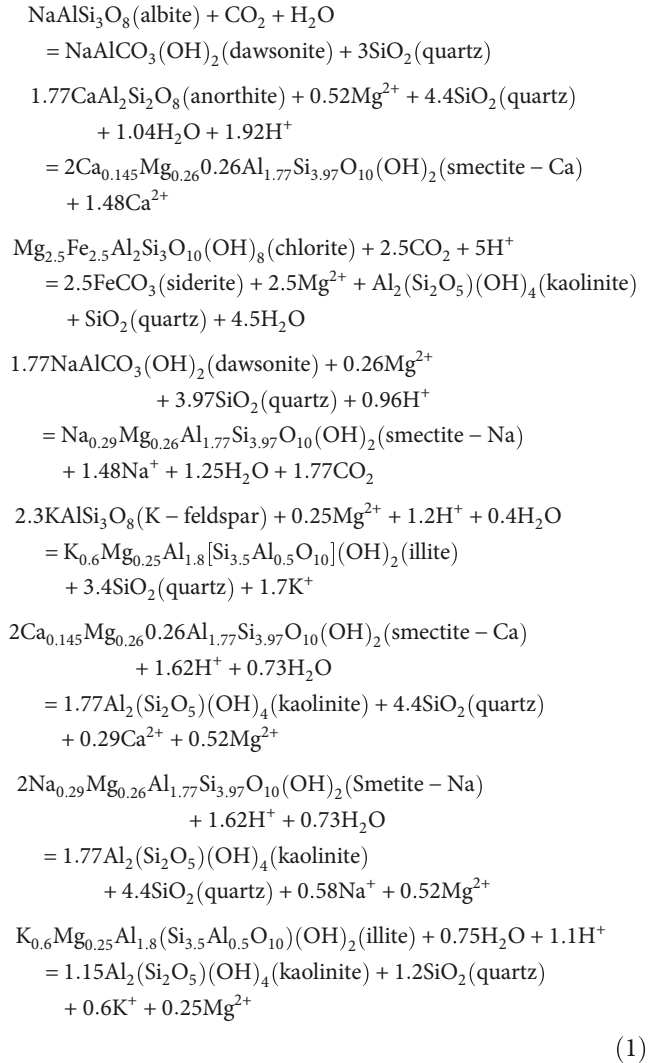 NaAlSi₃O₈(albite) + CO₂ + H₂O
= NaAlCO₃(OH)₂(dawsonite) + 3SiO₂(quartz)
1.77CaAl₂Si₂O₈(anorthite) + 0.52Mg²⁺ + 4.4SiO₂(quartz)
+ 1.04H₂O + 1.92H⁺
= 2Ca₀.₁₄₅Mg₀.₂₆0.26Al₁.₇₇Si₃.₉₇O₁₀(OH)₂(smectite − Ca)
+ 1.48Ca²⁺
Mg₂.₅Fe₂.₅Al₂Si₃O₁₀(OH)₈(chlorite) + 2.5CO₂ + 5H⁺
= 2.5FeCO₃(siderite) + 2.5Mg²⁺ + Al₂(Si₂O₅)(OH)₄(kaolinite)
+ SiO₂(quartz) + 4.5H₂O
1.77NaAlCO₃(OH)₂(dawsonite) + 0.26Mg²⁺
+ 3.97SiO₂(quartz) + 0.96H⁺
= Na₀.₂₉Mg₀.₂₆Al₁.₇₇Si₃.₉₇O₁₀(OH)₂(smectite − Na)
+ 1.48Na⁺ + 1.25H₂O + 1.77CO₂
2.3KAlSi₃O₈(K − feldspar) + 0.25Mg²⁺ + 1.2H⁺ + 0.4H₂O
= K₀.₆Mg₀.₂₅Al₁.₈[Si₃.₅Al₀.₅O₁₀](OH)₂(illite)
+ 3.4SiO₂(quartz) + 1.7K⁺
2Ca₀.₁₄₅Mg₀.₂₆0.26Al₁.₇₇Si₃.₉₇O₁₀(OH)₂(smectite − Ca)
+ 1.62H⁺ + 0.73H₂O
= 1.77Al₂(Si₂O₅)(OH)₄(kaolinite) + 4.4SiO₂(quartz)
+ 0.29Ca²⁺ + 0.52Mg²⁺
2Na₀.₂₉Mg₀.₂₆Al₁.₇₇Si₃.₉₇O₁₀(OH)₂(Smetite − Na)
+ 1.62H⁺ + 0.73H₂O
= 1.77Al₂(Si₂O₅)(OH)₄(kaolinite)
+ 4.4SiO₂(quartz) + 0.58Na⁺ + 0.52Mg²⁺
K₀.₆Mg₀.₂₅Al₁.₈(Si₃.₅Al₀.₅O₁₀)(OH)₂(illite) + 0.75H₂O + 1.1H⁺
= 1.15Al₂(Si₂O₅)(OH)₄(kaolinite) + 1.2SiO₂(quartz)
+ 0.6K⁺ + 0.25Mg²⁺
(1)